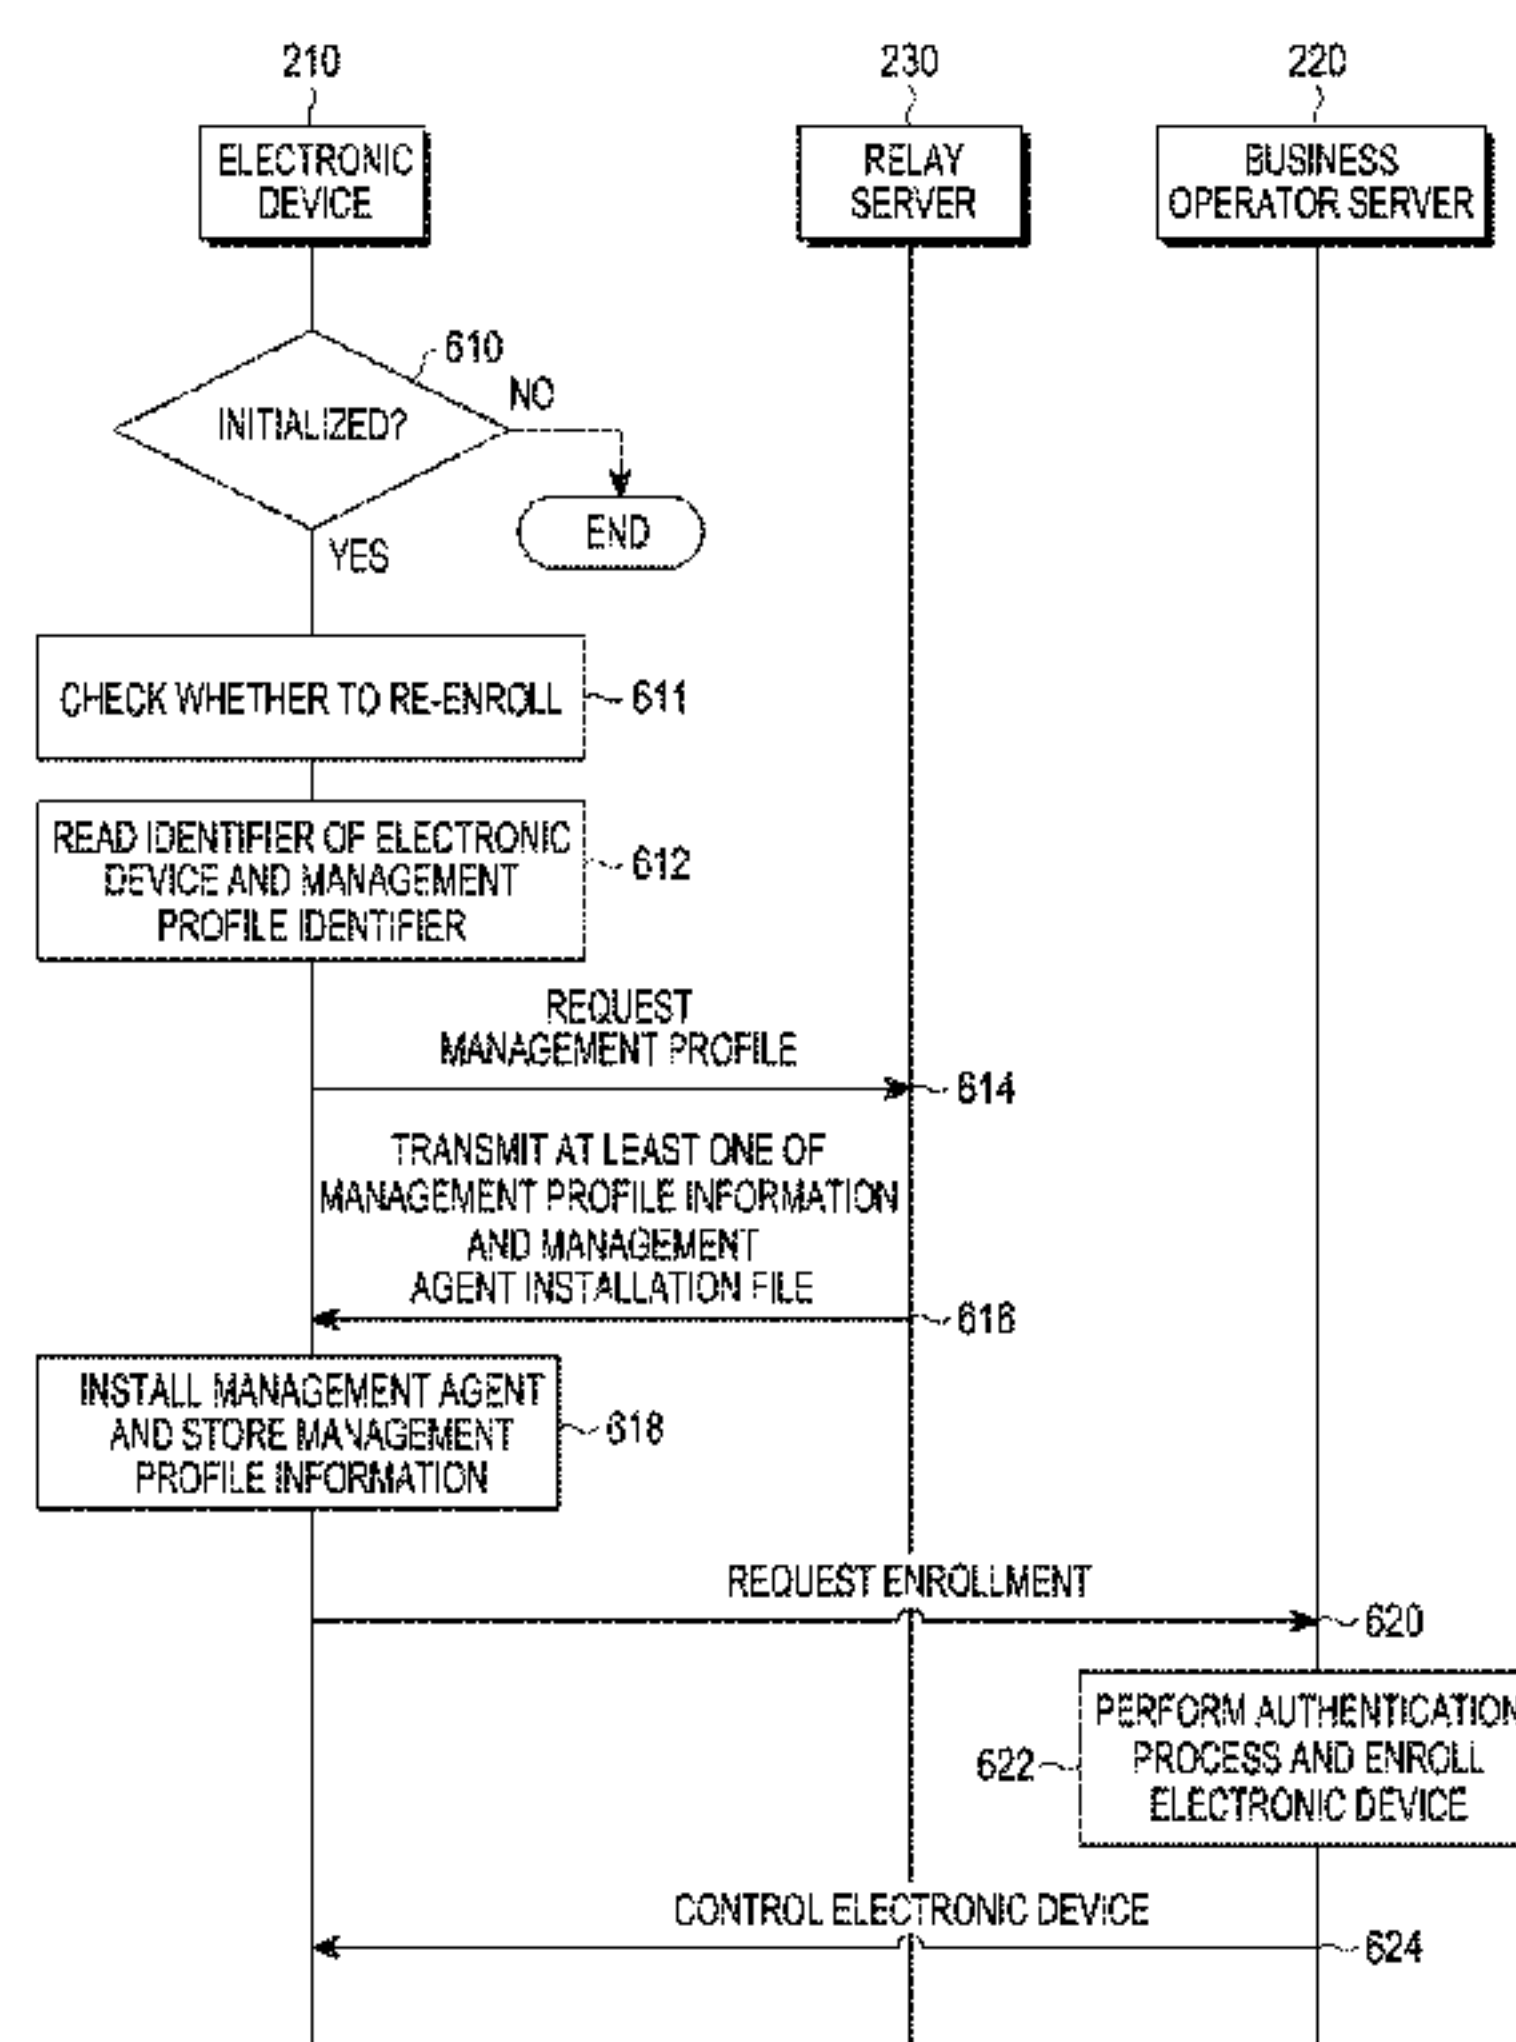 210
230
220
ELECTRONIC
DEVICE
RELAY
SERVER
BUSINESS
OPERATOR SERVER
610
INITIALIZED?
NO
END
YES
CHECK WHETHER TO RE-ENROLL
611
READ IDENTIFIER OF ELECTRONIC
DEVICE AND MANAGEMENT
PROFILE IDENTIFIER
612
REQUEST
MANAGEMENT PROFILE
614
TRANSMIT AT LEAST ONE OF
MANAGEMENT PROFILE INFORMATION
AND MANAGEMENT
AGENT INSTALLATION FILE
616
INSTALL MANAGEMENT AGENT
AND STORE MANAGEMENT
PROFILE INFORMATION
618
REQUEST ENROLLMENT
620
PERFORM AUTHENTICATION
PROCESS AND ENROLL
ELECTRONIC DEVICE
622
CONTROL ELECTRONIC DEVICE
624